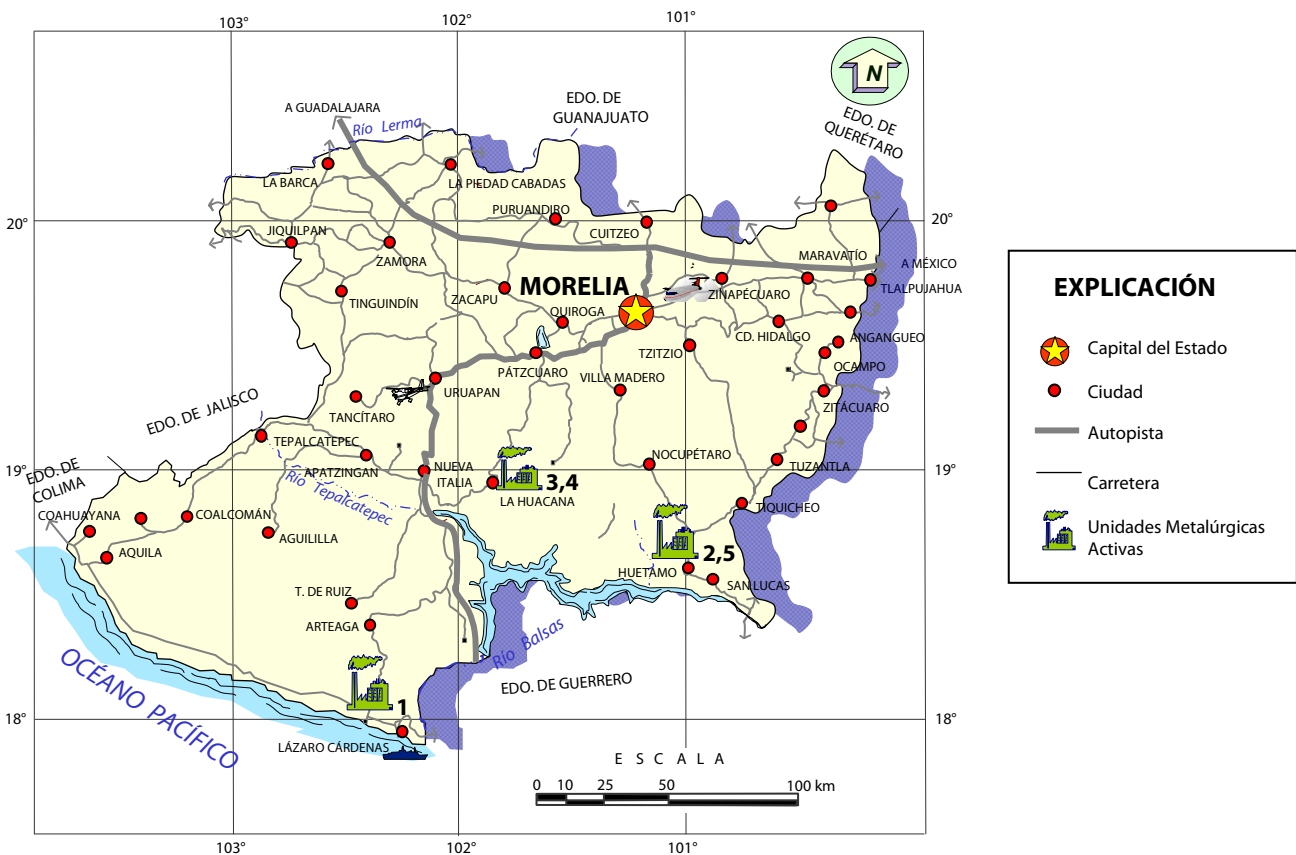 103°
102°
101°
N
A GUADALAJARA
Río Lerma
EDO. DE
GUANAJUATO
EDO. DE
QUERÉTARO
LA BARCA
LA PIEDAD CABADAS
PURUANDIRO
20°
20°
CUITZEO
JIQUILPAN
ZAMORA
MARAVATÍO
A MÉXICO
TINGUINDÍN
ZACAPU
MORELIA
ZINAPÉCUARO
TLALPUJAHUA
QUIROGA
CD. HIDALGO
ANGANGUEO
TZITZIO
OCAMPO
PÁTZCUARO
VILLA MADERO
URUAPAN
ZITÁCUARO
TANCÍTARO
EDO. DE JALISCO
TEPALCATEPEC
APATZINGAN
NUEVA
ITALIA
NOCUPÉTARO
TUZANTLA
19°
19°
EDO. DE
COLIMA
Río Tepalcatepec
3,4
LA HUACANA
TIQUICHEO
COAHUAYANA
COALCOMÁN
AGUILILLA
AQUILA
2,5
HUETAMO
SAN LUCAS
T. DE RUIZ
ARTEAGA
Río Balsas
EDO. DE GUERRERO
OCÉANO PACÍFICO
1
18°
18°
LÁZARO CÁRDENAS
E S C A L A
0 10 25 50 100 km
103°
102°
101°
EXPLICACIÓN
Capital del Estado
Ciudad
Autopista
Carretera
Unidades Metalúrgicas
Activas